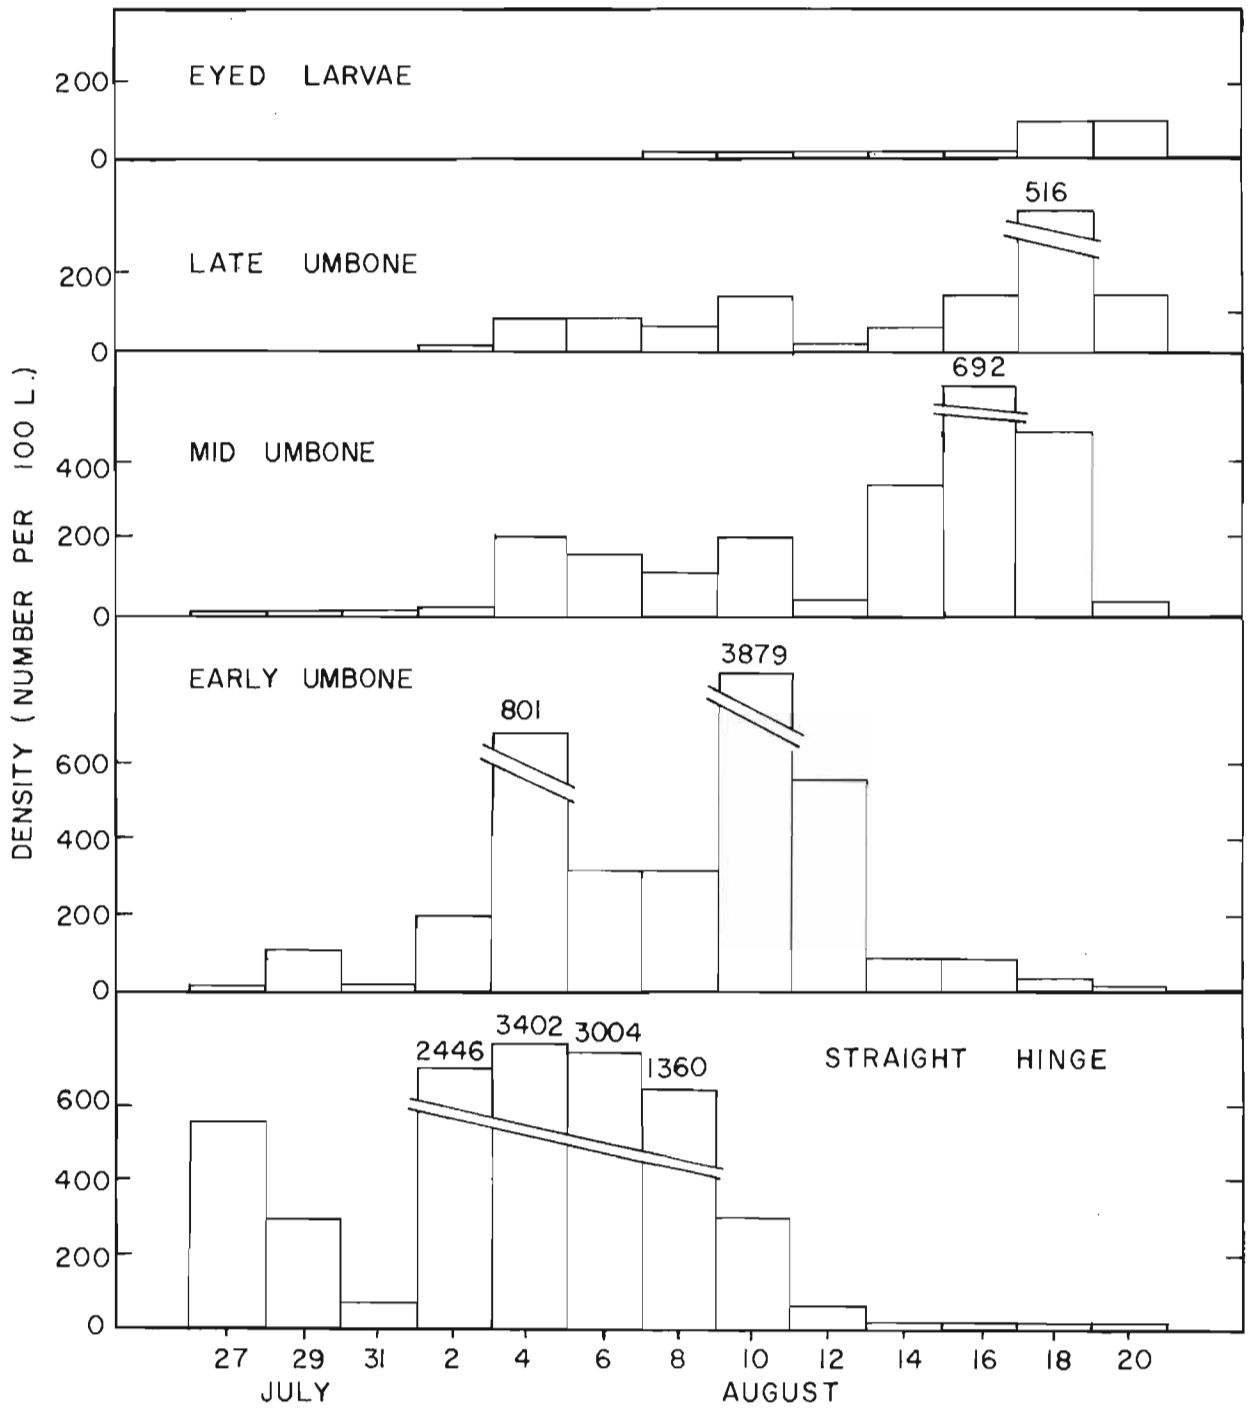 DENSITY (NUMBER PER 100 L.)
EYED LARVAE
200
0
516
LATE UMBONE
200
0
692
MID UMBONE
400
200
0
3879
EARLY UMBONE
801
600
400
200
0
3402 3004
2446 1360
STRAIGHT HINGE
600
400
200
0
27 29 31 2 4 6 8 10 12 14 16 18 20
JULY AUGUST